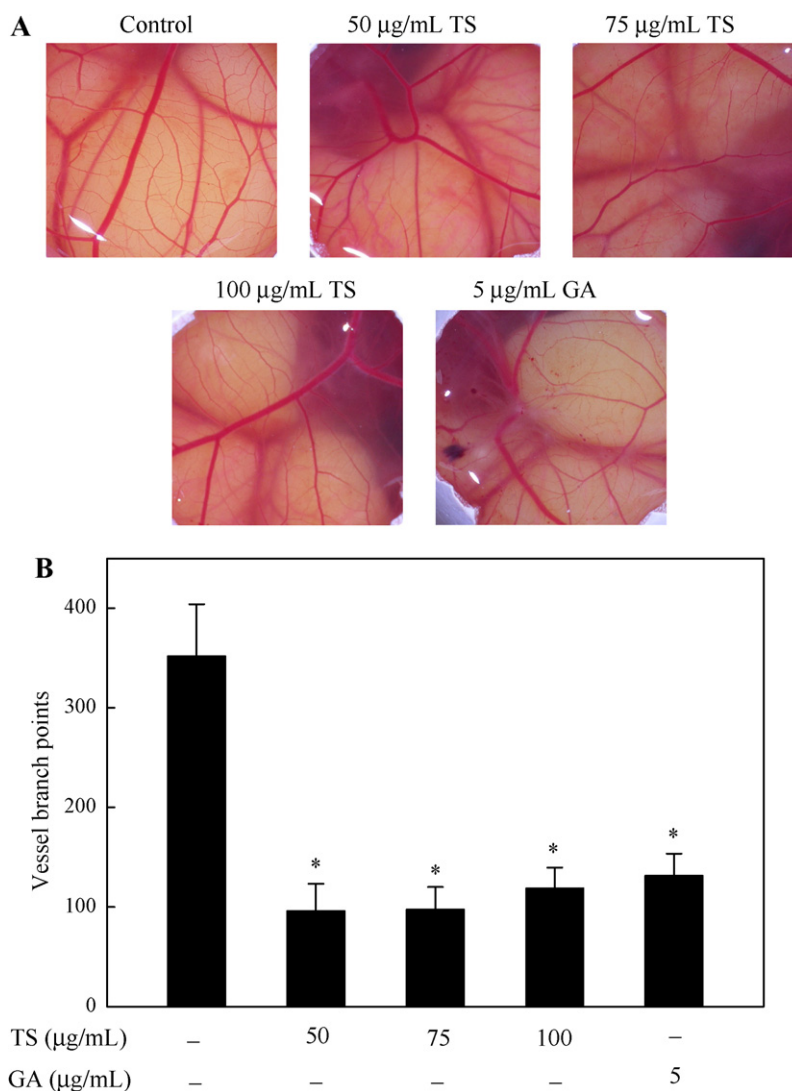 A
Control
50 µg/mL TS
75 µg/mL TS
100 µg/mL TS
5 µg/mL GA
B
Vessel branch points
400
300
200
100
0
* * * *
TS (µg/mL) – 50 75 100 –
GA (µg/mL) – – – – 5